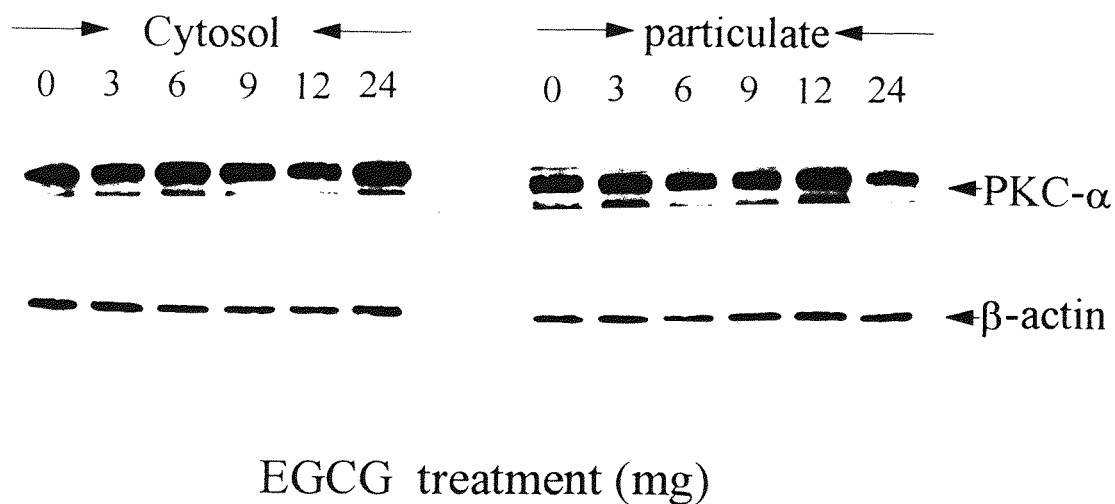 Cytosol
particulate
0 3 6 9 12 24
0 3 6 9 12 24
PKC-α
β-actin
EGCG treatment (mg)